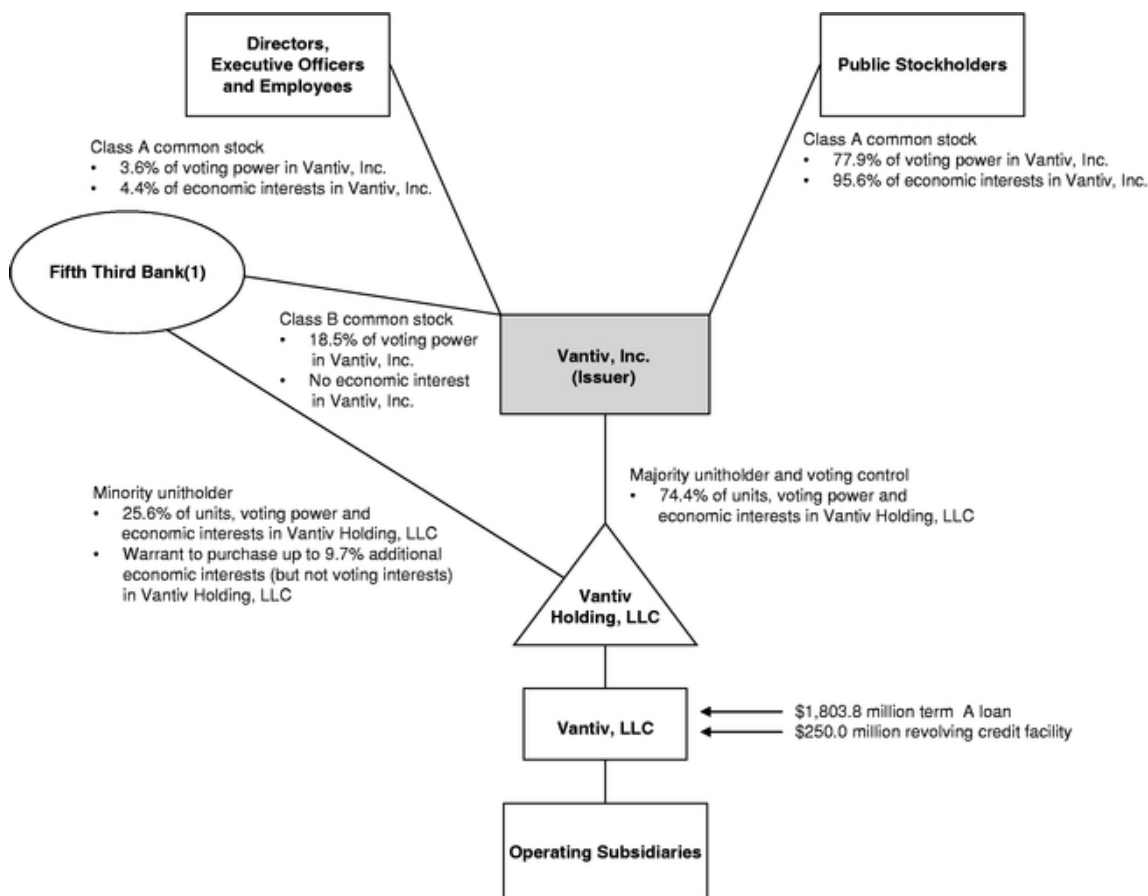 Directors,
Executive Officers
and Employees
Public Stockholders
Class A common stock
• 3.6% of voting power in Vantiv, Inc.
• 4.4% of economic interests in Vantiv, Inc.
Class A common stock
• 77.9% of voting power in Vantiv, Inc.
• 95.6% of economic interests in Vantiv, Inc.
Fifth Third Bank(1)
Class B common stock
• 18.5% of voting power
in Vantiv, Inc.
• No economic interest
in Vantiv, Inc.
Vantiv, Inc.
(Issuer)
Minority unitholder
• 25.6% of units, voting power and
economic interests in Vantiv Holding, LLC
• Warrant to purchase up to 9.7% additional
economic interests (but not voting interests)
in Vantiv Holding, LLC
Majority unitholder and voting control
• 74.4% of units, voting power and
economic interests in Vantiv Holding, LLC
Vantiv
Holding, LLC
Vantiv, LLC
$1,803.8 million term A loan
$250.0 million revolving credit facility
Operating Subsidiaries